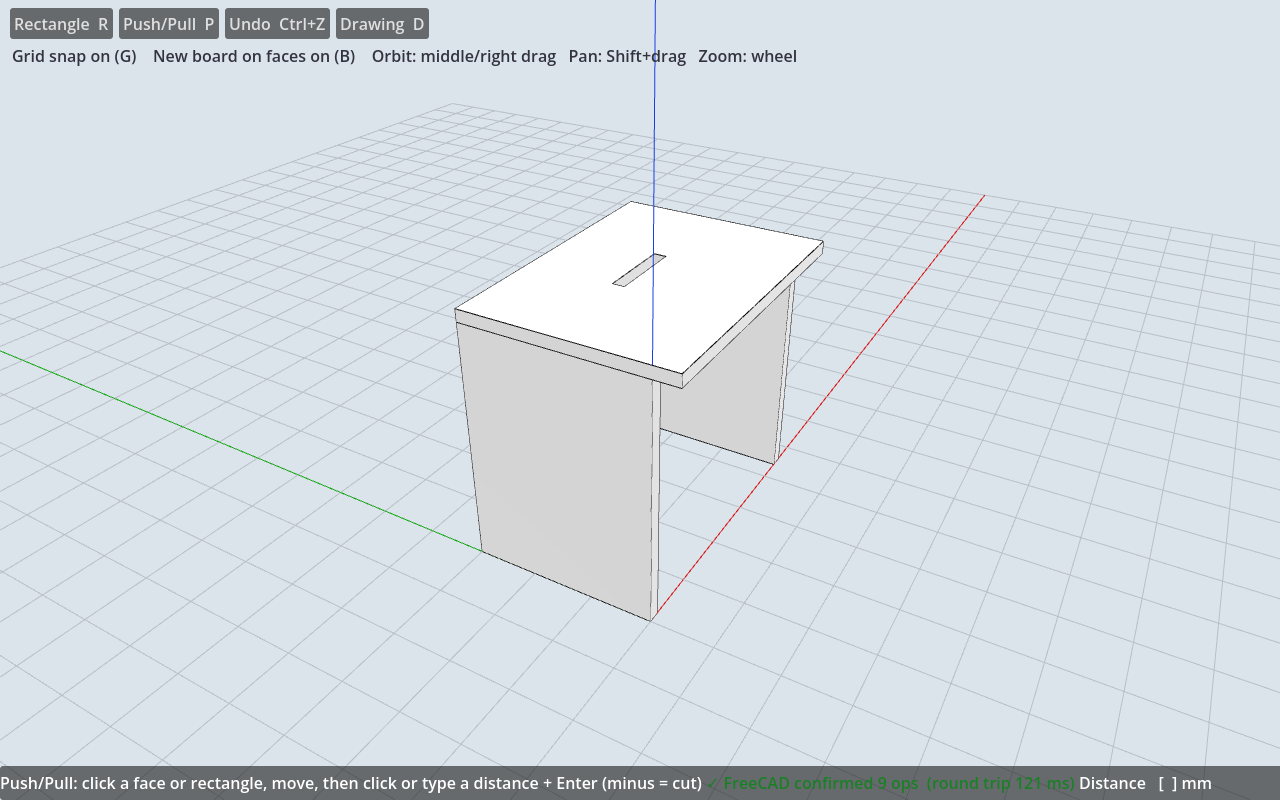 Rectangle R Push/Pull P Undo Ctrl+Z Drawing D
Grid snap on (G) New board on faces on (B) Orbit: middle/right drag Pan: Shift+drag Zoom: wheel
Push/Pull: click a face or rectangle, move, then click or type a distance + Enter (minus = cut) ✓ FreeCAD confirmed 9 ops (round trip 121 ms) Distance [ ] mm